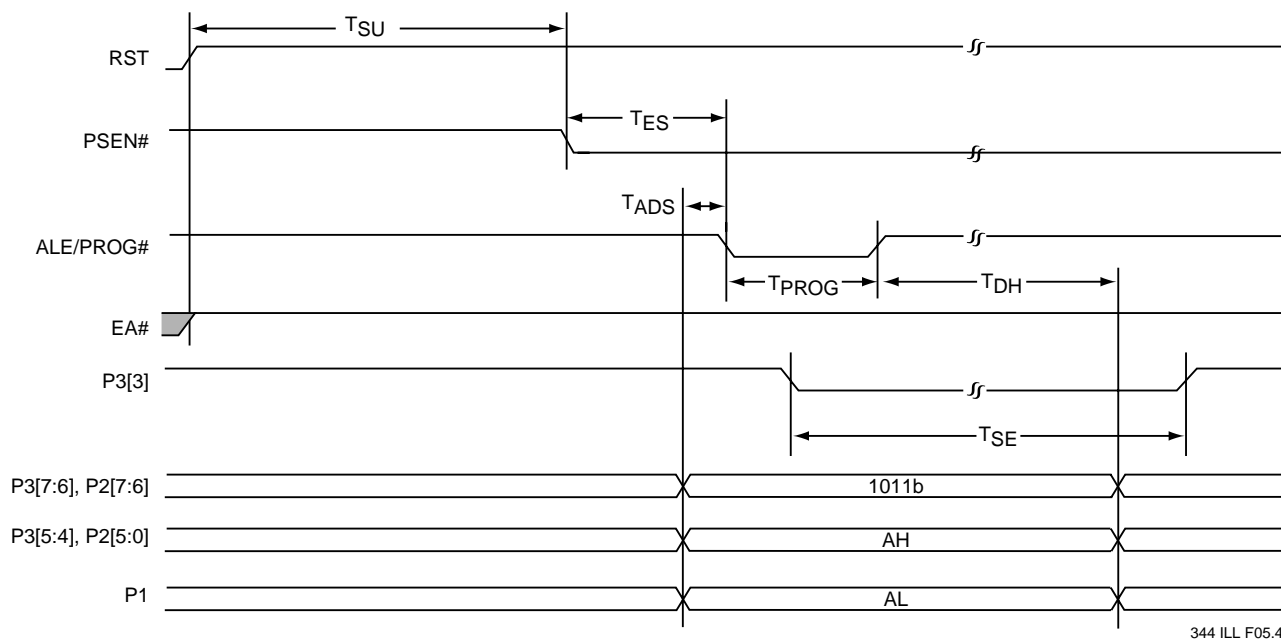 TSU
RST
TES
PSEN#
TADS
ALE/PROG#
TPROG
TDH
EA#
P3[3]
TSE
P3[7:6], P2[7:6]
1011b
P3[5:4], P2[5:0]
AH
P1
AL
344 ILL F05.4